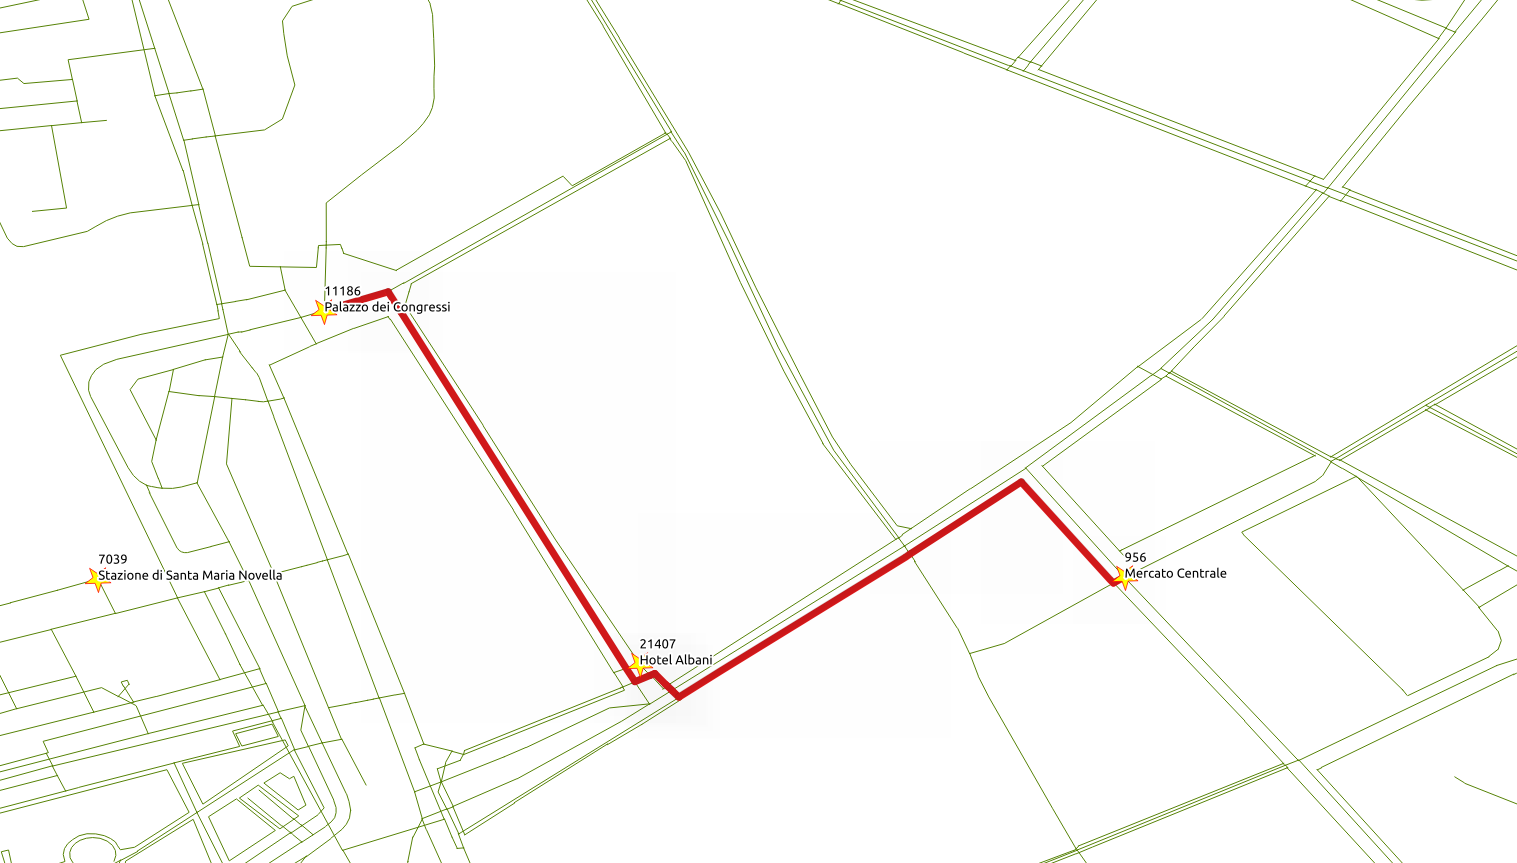 11186
Palazzo dei Congressi
7039
Stazione di Santa Maria Novella
956
Mercato Centrale
21407
Hotel Albani